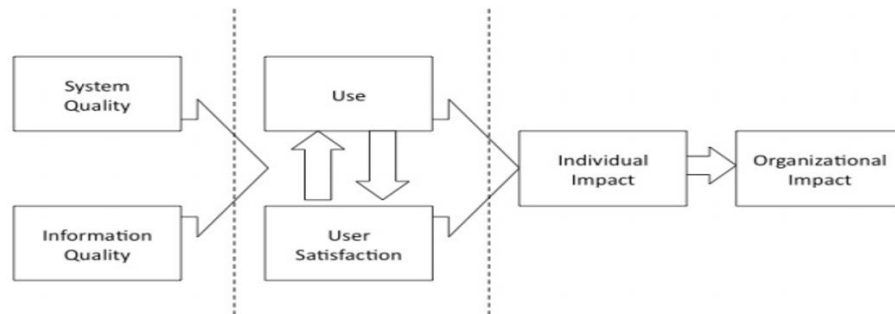 System
Quality
Information
Quality
Use
User
Satisfaction
Individual
Impact
Organizational
Impact